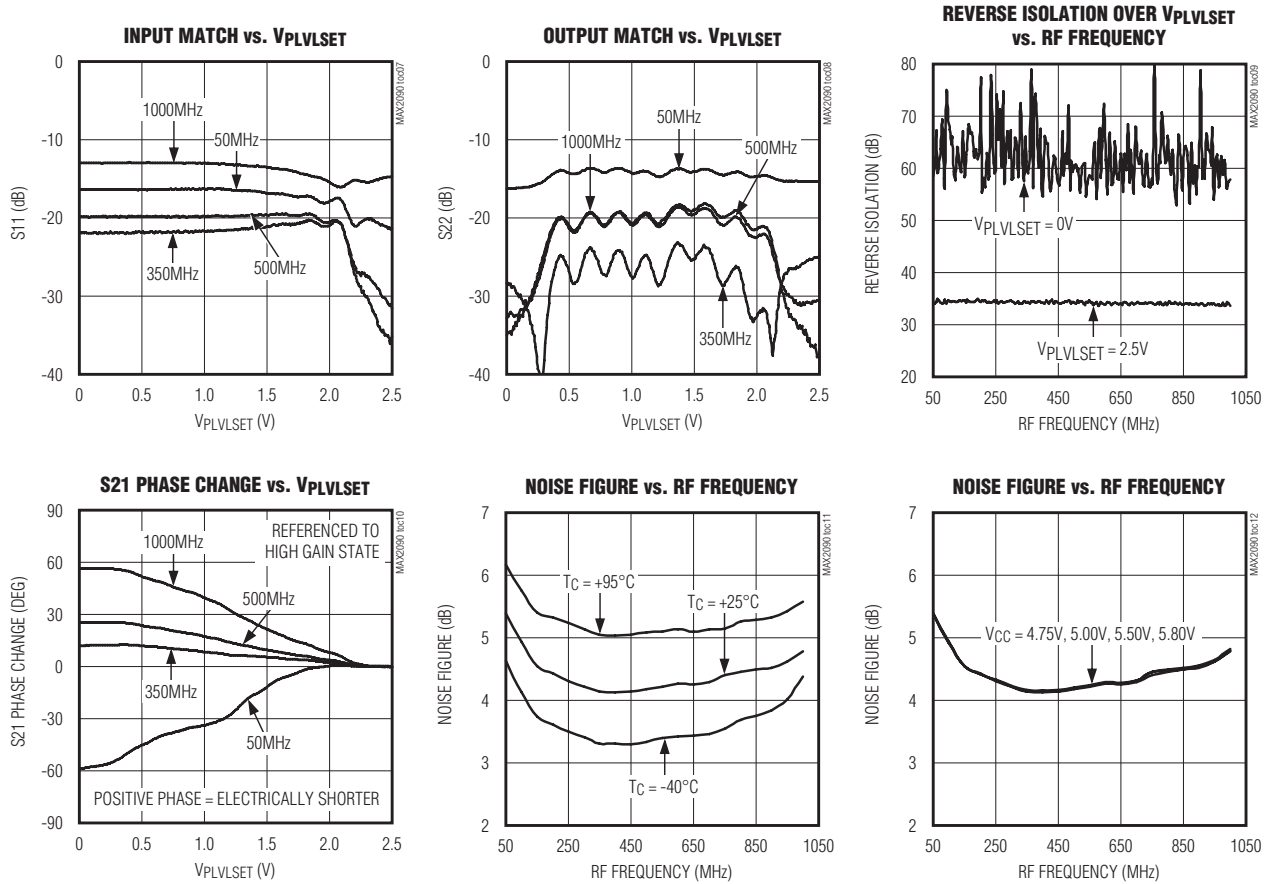 INPUT MATCH vs. VPLVLSET
MAX2090 toc07
0
-10
-20
-30
-40
S11 (dB)
1000MHz
50MHz
500MHz
350MHz
0 0.5 1.0 1.5 2.0 2.5
VPLVLSET (V)
OUTPUT MATCH vs. VPLVLSET
MAX2090 toc08
0
-10
-20
-30
-40
S22 (dB)
50MHz
1000MHz
500MHz
350MHz
0 0.5 1.0 1.5 2.0 2.5
VPLVLSET (V)
REVERSE ISOLATION OVER VPLVLSET
vs. RF FREQUENCY
MAX2090 toc09
80
70
60
50
40
30
20
REVERSE ISOLATION (dB)
VPLVLSET = 0V
VPLVLSET = 2.5V
50 250 450 650 850 1050
RF FREQUENCY (MHz)
S21 PHASE CHANGE vs. VPLVLSET
MAX2090 toc10
90
60
30
0
-30
-60
-90
S21 PHASE CHANGE (DEG)
REFERENCED TO
HIGH GAIN STATE
1000MHz
500MHz
350MHz
50MHz
POSITIVE PHASE = ELECTRICALLY SHORTER
0 0.5 1.0 1.5 2.0 2.5
VPLVLSET (V)
NOISE FIGURE vs. RF FREQUENCY
MAX2090 toc11
7
6
5
4
3
2
NOISE FIGURE (dB)
TC = +95°C
TC = +25°C
TC = -40°C
50 250 450 650 850 1050
RF FREQUENCY (MHz)
NOISE FIGURE vs. RF FREQUENCY
MAX2090 toc12
7
6
5
4
3
2
NOISE FIGURE (dB)
VCC = 4.75V, 5.00V, 5.50V, 5.80V
50 250 450 650 850 1050
RF FREQUENCY (MHz)